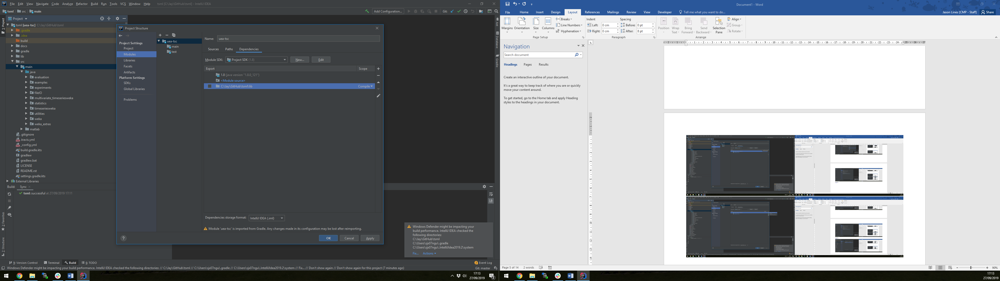 File Edit View Navigate Code Analyze Refactor Build Run Tools VCS Window Help tsml [C:\Jay\GitHub\tsml] - IntelliJ IDEA
tsml src main
Add Configuration... Git:
Project
1: Project
tsml [uea-tsc] C:\Jay\GitHub\tsml
.gradle
.idea
build
docs
gradle
lib
src
main
java
evaluation
examples
experiments
fileIO
multivariate_timeseriesweka
statistics
timeseriesweka
utilities
weka
weka_extras
matlab
.gitignore
.travis.yml
_config.yml
build.gradle.kts
gradlew
gradlew.bat
LICENSE
README.rst
settings.gradle.kts
External Libraries
Build: Sync
tsml: successful at 27/09/2019 17:11
2: Favorites
7: Structure
Ant
Database
Gradle
Project Structure
Project Settings
Project
Modules
Libraries
Facets
Artifacts
Platform Settings
SDKs
Global Libraries
Problems
uea-tsc
main
test
Name: uea-tsc
Sources Paths Dependencies
Module SDK: Project SDK (1.8) New... Edit
Export Scope
1.8 (java version "1.8.0_121")
<Module source>
C:\Jay\GitHub\tsml\lib Compile
Dependencies storage format: IntelliJ IDEA (.iml)
Module 'uea-tsc' is imported from Gradle. Any changes made in its configuration may be lost after reimporting.
? OK Cancel Apply
Windows Defender might be impacting your
build performance. IntelliJ IDEA checked the
following directories:
C:\Jay\GitHub\tsml
C:\Users\sjx07ngu\.gradle
C:\Users\sjx07ngu\.IntelliJIdea2019.2\system
Fix... Actions
9: Version Control Terminal Build 6: TODO 2 Event Log
Windows Defender might be impacting your build performance. IntelliJ IDEA checked the following directories: // C:\Jay\GitHub\tsml // C:\Users\sjx07ngu\.gradle // C:\Users\sjx07ngu\.IntelliJIdea2019.2\system // Fix... // Don't show again // Don't show again for this project (7 minutes ago) Git: master
17:13
27/09/2019
2
Document1 - Word
File Home Insert Design Layout References Mailings Review View Developer Tell me what you want to do... Jason Lines (CMP - Staff) Share
Margins Orientation Size Columns
Breaks
Line Numbers
Hyphenation
Page Setup
Indent Spacing
Left: 0 cm Before: 0 pt
Right: 0 cm After: 8 pt
Paragraph
Position Wrap Text Bring Forward Send Backward Selection Pane
Align
Group
Rotate
Arrange
Navigation
Search document
Headings Pages Results
Create an interactive outline of your document.
It's a great way to keep track of where you are or quickly
move your content around.
To get started, go to the Home tab and apply Heading
styles to the headings in your document.
Page 5 of 14 2 words 90%
17:13
27/09/2019